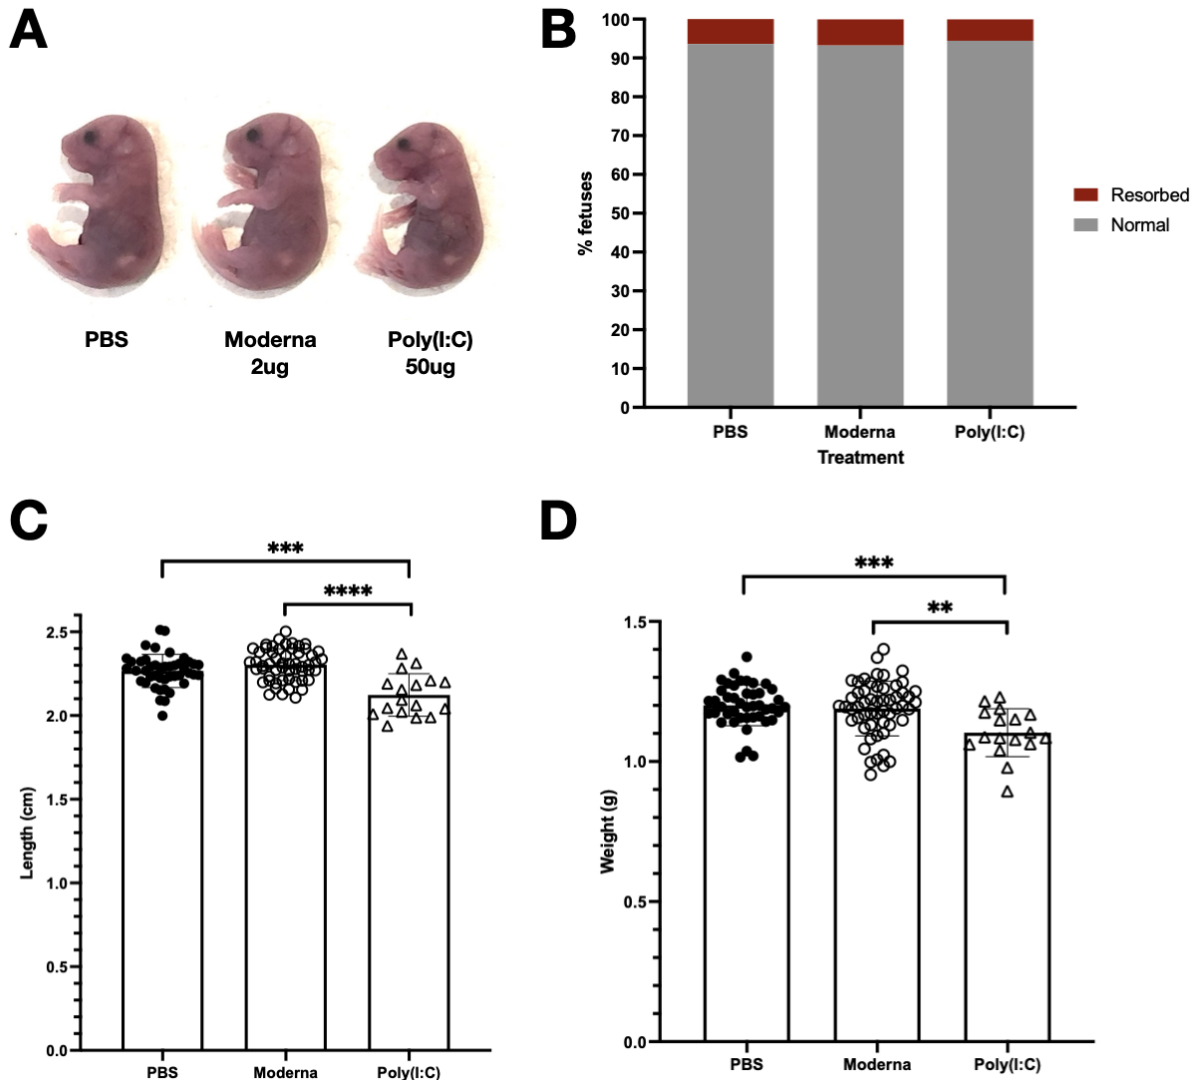 A
PBS
Moderna
2ug
Poly(I:C)
50ug
B
100
90
80
70
60
50
40
30
20
10
0
% fetuses
PBS
Moderna
Poly(I:C)
Treatment
Resorbed
Normal
C
***
****
2.5
2.0
1.5
1.0
0.5
0.0
Length (cm)
PBS
Moderna
Poly(I:C)
D
***
**
1.5
1.0
0.5
0.0
Weight (g)
PBS
Moderna
Poly(I:C)